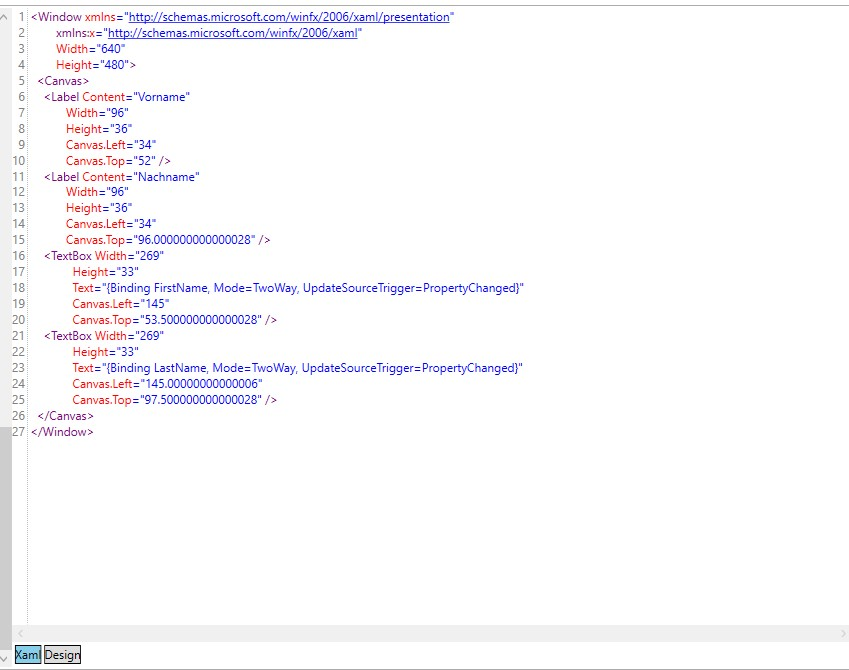 1 <Window xmlns="http://schemas.microsoft.com/winfx/2006/xaml/presentation"
2 xmlns:x="http://schemas.microsoft.com/winfx/2006/xaml"
3 Width="640"
4 Height="480">
5 <Canvas>
6 <Label Content="Vorname"
7 Width="96"
8 Height="36"
9 Canvas.Left="34"
10 Canvas.Top="52" />
11 <Label Content="Nachname"
12 Width="96"
13 Height="36"
14 Canvas.Left="34"
15 Canvas.Top="96.000000000000028" />
16 <TextBox Width="269"
17 Height="33"
18 Text="{Binding FirstName, Mode=TwoWay, UpdateSourceTrigger=PropertyChanged}"
19 Canvas.Left="145"
20 Canvas.Top="53.500000000000028" />
21 <TextBox Width="269"
22 Height="33"
23 Text="{Binding LastName, Mode=TwoWay, UpdateSourceTrigger=PropertyChanged}"
24 Canvas.Left="145.00000000000006"
25 Canvas.Top="97.500000000000028" />
26 </Canvas>
27 </Window>
Xaml Design